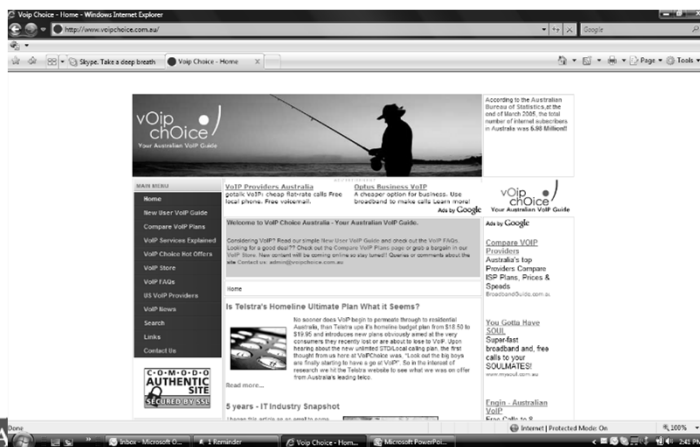 Voip Choice - Home - Windows Internet Explorer
http://www.voipchoice.com.au/
Google
Skype. Take a deep breath
Voip Choice - Home
Page
Tools
vOip
chOice
Your Australian VoIP Guide
According to the Australian
Bureau of Statistics,at the
end of March 2005, the total
number of internet subscribers
in Australia was 5.98 Million!!
MAIN MENU
Home
New User VoIP Guide
Compare VoIP Plans
VoIP Services Explained
VoIP Choice Hot Offers
VoIP Store
VoIP FAQs
US VoIP Providers
VoIP News
Search
Links
Contact Us
COMODO
AUTHENTIC
SITE
SECURED BY SSL
VoIP Providers Australia
gotalk VoIP: cheap flat-rate calls Free
local phone. Free voicemail.
Optus Business VoIP
A cheaper option for business. Use
broadband to make calls Learn more!
Ads by Google
Welcome to VoIP Choice Australia - Your Australian VoIP Guide.
Considering VoIP? Read our simple New User VoIP Guide and check out the VoIP FAQs.
Looking for a good deal?? Check out the Compare VoIP Plans page or grab a bargain in our
VoIP Store. New content will be coming online so stay tuned! Queries or comments about the
site Contact us: admin@voipchoice.com.au
Home
Is Telstra's Homeline Ultimate Plan What it Seems?
No sooner does VoIP begin to permeate through to residential
Australia, than Telstra ups it's homeline budget plan from $18.50 to
$19.95 and introduces new plans obviously aimed at the very
consumers they recently lost or are about to lose to VoIP. Upon
hearing about the new unlimited STD/Local calling plan, the first
thought from us here at VoIPChoice was, "Look out the big boys
are finally starting to have a go at VoIP". So in the interest of
research we hit the Telstra website to see what we was on offer
from Australia's leading telco.
Read more...
5 years - IT Industry Snapshot
vOip
chOice
Your Australian VoIP Guide
Ads by Google
Compare VOIP
Providers
Australia's top
Providers Compare
ISP Plans, Prices &
Speeds
BroadbandGuide.com.au
You Gotta Have
SOUL
Super-fast
broadband and, free
calls to your
SOULMATES!
www.mysoul.com.au
Engin - Australian
VoIP
Free Calls to 8
Done
Internet | Protected Mode: On
100%
Inbox - Microsoft O...
1 Reminder
Voip Choice - Hom...
Microsoft PowerPoi...
2:41 PM